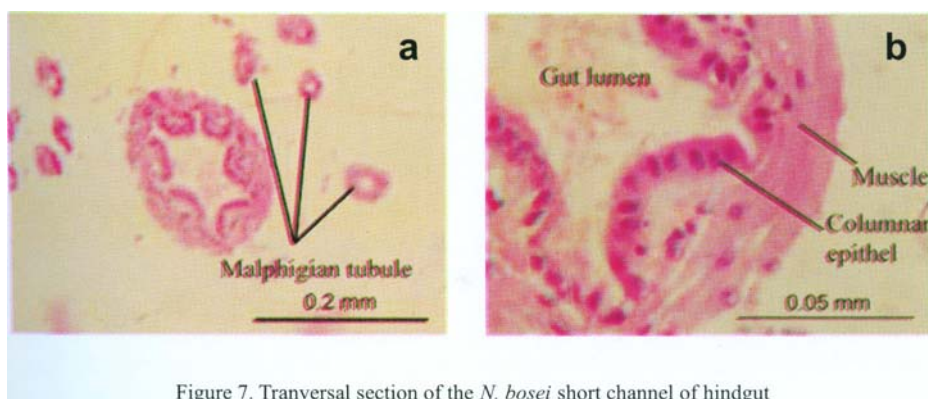 a
Malphigian tubule
0.2 mm
b
Gut lumen
Muscle
Columnar
epithel
0.05 mm
Figure 7. Tranversal section of the N. bosei short channel of hindgut